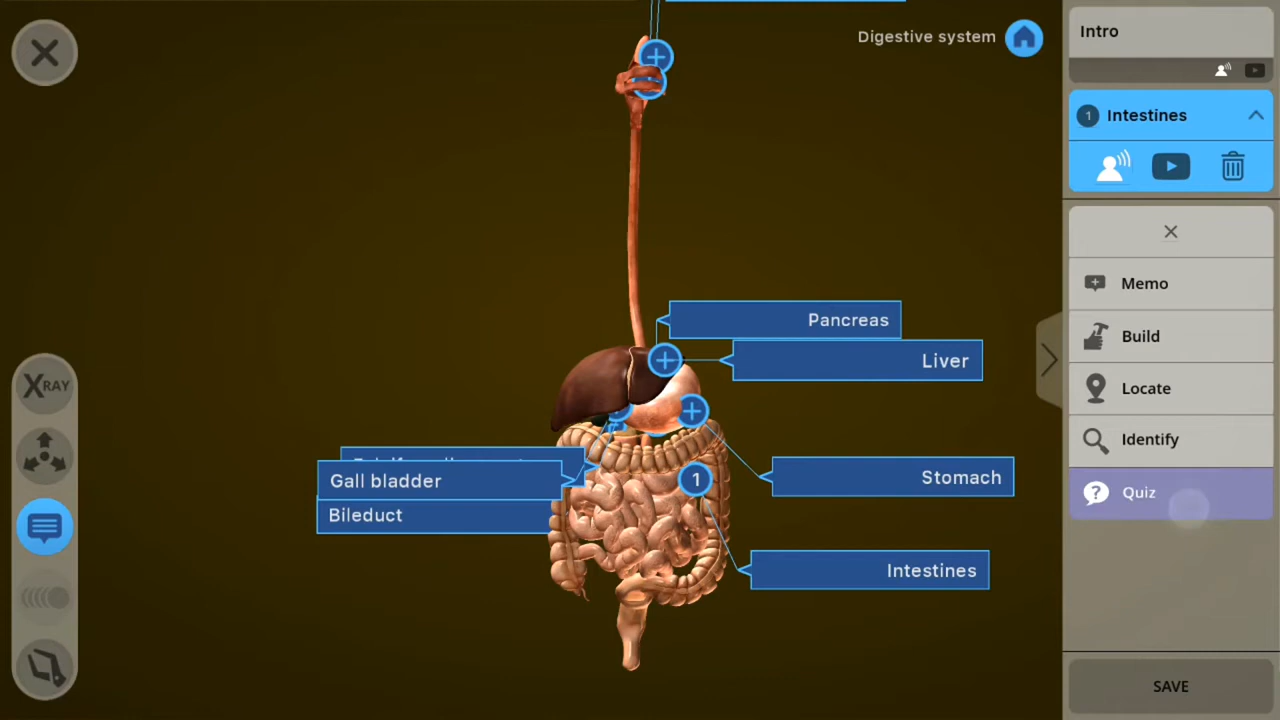 Digestive system
Intro
1 Intestines
Memo
Build
Locate
Identify
? Quiz
SAVE
XRAY
Pancreas
Liver
Gall bladder
Bileduct
Stomach
1
Intestines